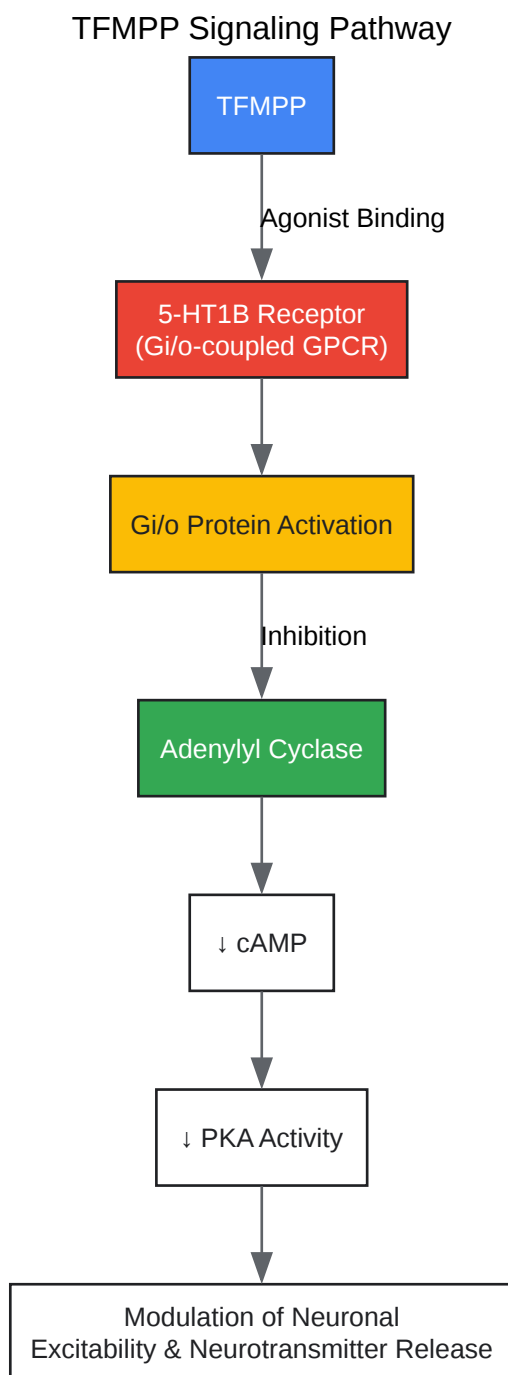 TFMPP Signaling Pathway
TFMPP
Agonist Binding
5-HT1B Receptor
(Gi/o-coupled GPCR)
Gi/o Protein Activation
Inhibition
Adenylyl Cyclase
↓ cAMP
↓ PKA Activity
Modulation of Neuronal
Excitability & Neurotransmitter Release